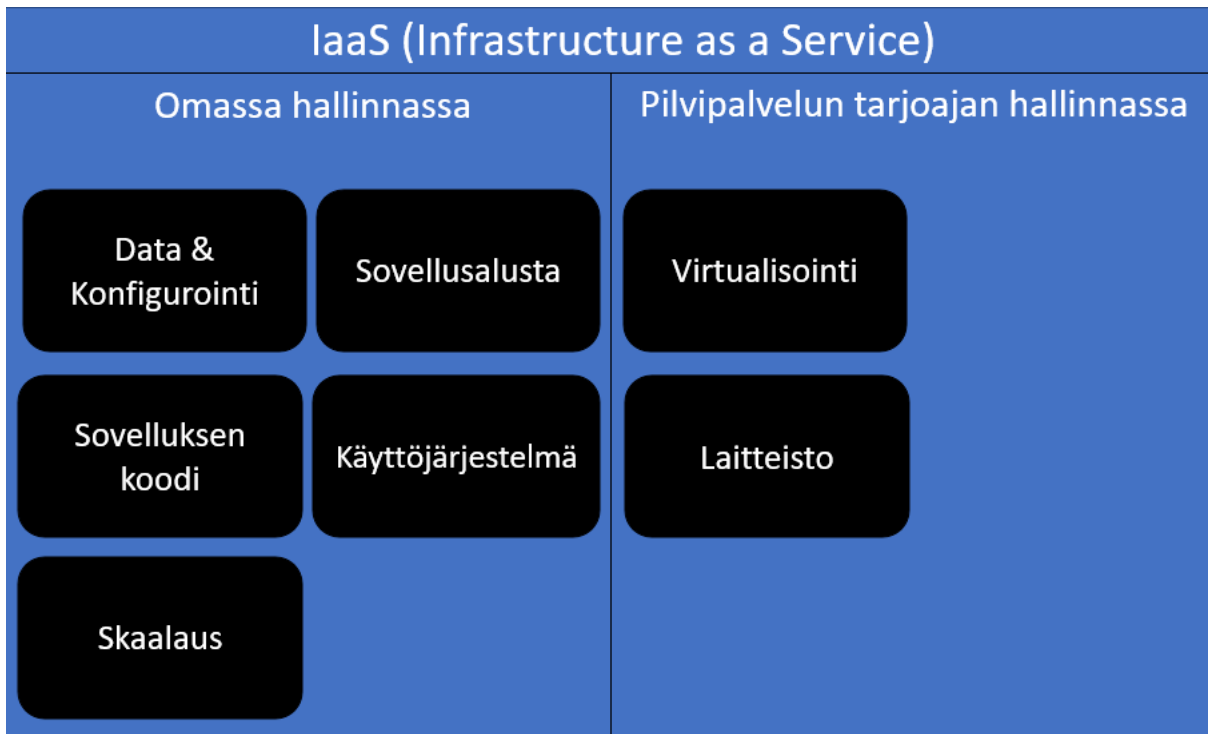 IaaS (Infrastructure as a Service)
Omassa hallinnassa
Pilvipalvelun tarjoajan hallinnassa
Data &
Konfigurointi
Sovellusalusta
Virtualisointi
Sovelluksen
koodi
Käyttöjärjestelmä
Laitteisto
Skaalaus